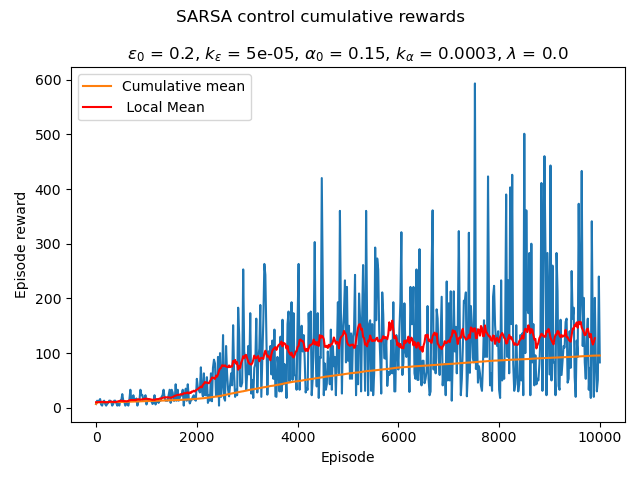 SARSA control cumulative rewards
ε₀ = 0.2, kε = 5e-05, α₀ = 0.15, kα = 0.0003, λ = 0.0
Cumulative mean
Local Mean
Episode reward
600
500
400
300
200
100
0
0 2000 4000 6000 8000 10000
Episode